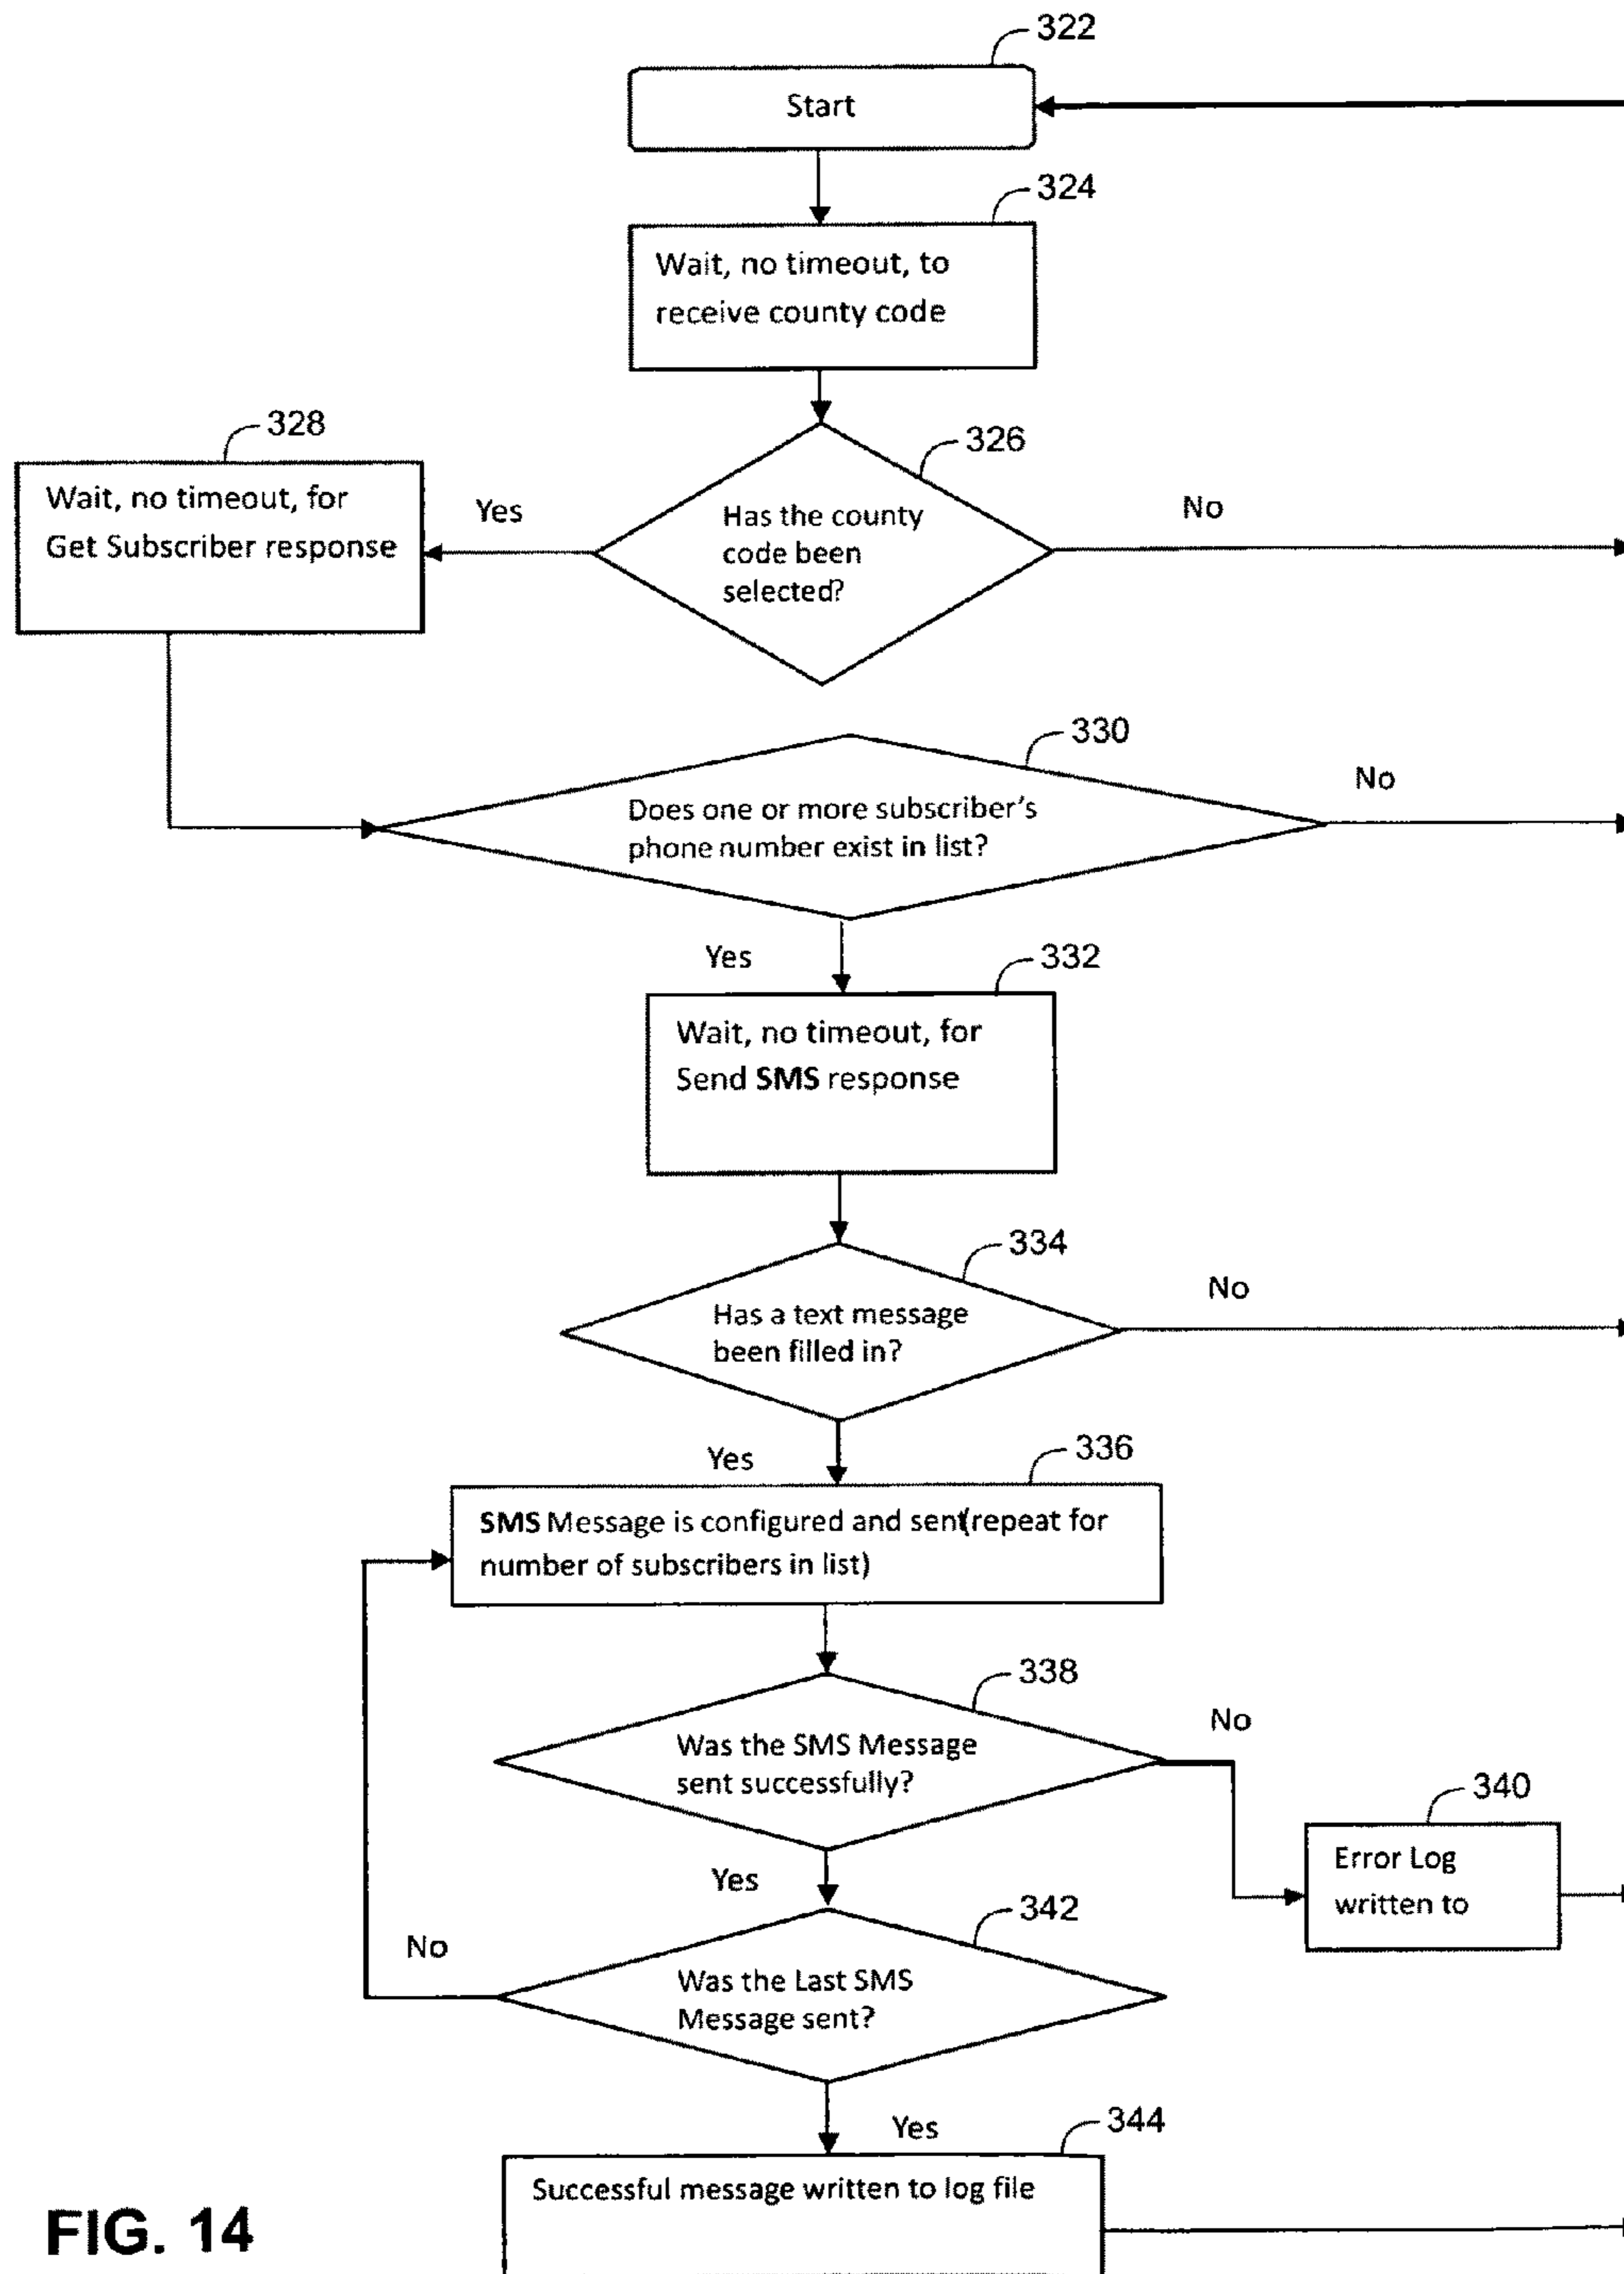 322
Start
324
Wait, no timeout, to
receive county code
328
326
Wait, no timeout, for
Get Subscriber response
Yes
No
Has the county
code been
selected?
330
No
Does one or more subscriber's
phone number exist in list?
Yes
332
Wait, no timeout, for
Send SMS response
334
No
Has a text message
been filled in?
Yes
336
SMS Message is configured and sent(repeat for
number of subscribers in list)
338
No
Was the SMS Message
sent successfully?
340
Error Log
written to
Yes
342
No
Was the Last SMS
Message sent?
Yes
344
Successful message written to log file
FIG. 14